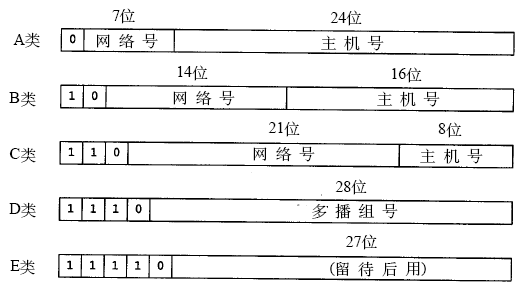 7位 24位
A类 0 网络号 主机号
14位 16位
B类 1 0 网络号 主机号
21位 8位
C类 1 1 0 网络号 主机号
28位
D类 1 1 1 0 多播组号
27位
E类 1 1 1 1 0 (留待后用)